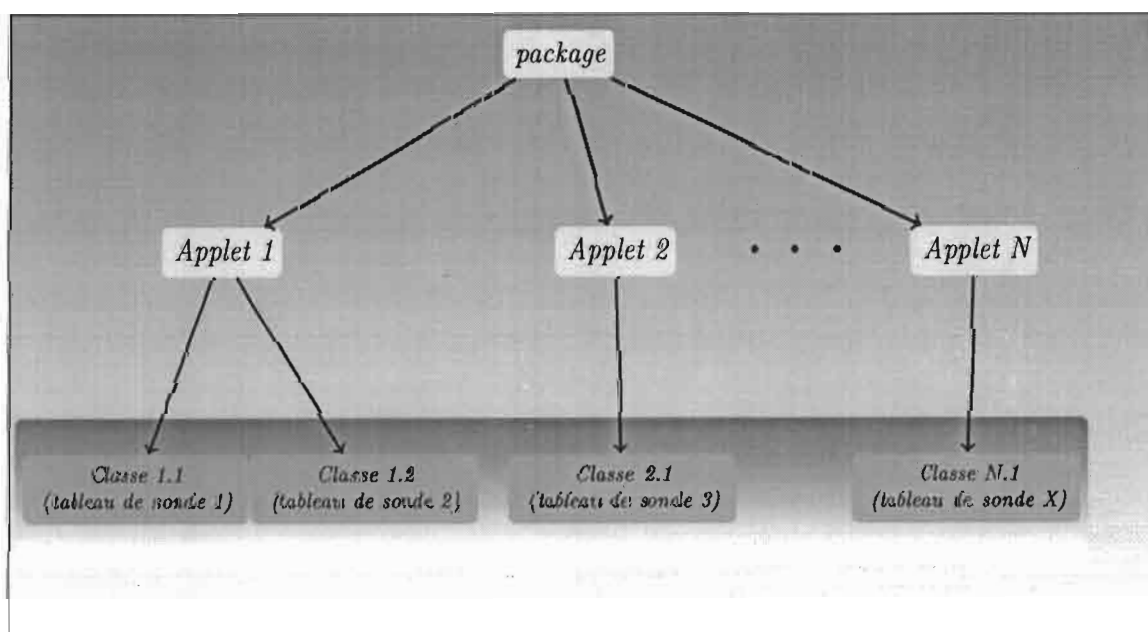 package
Applet 1
Applet 2
. . .
Applet N
Classe 1.1
(tableau de sonde 1)
Classe 1.2
(tableau de sonde 2)
Classe 2.1
(tableau de sonde 3)
Classe N.1
(tableau de sonde X)